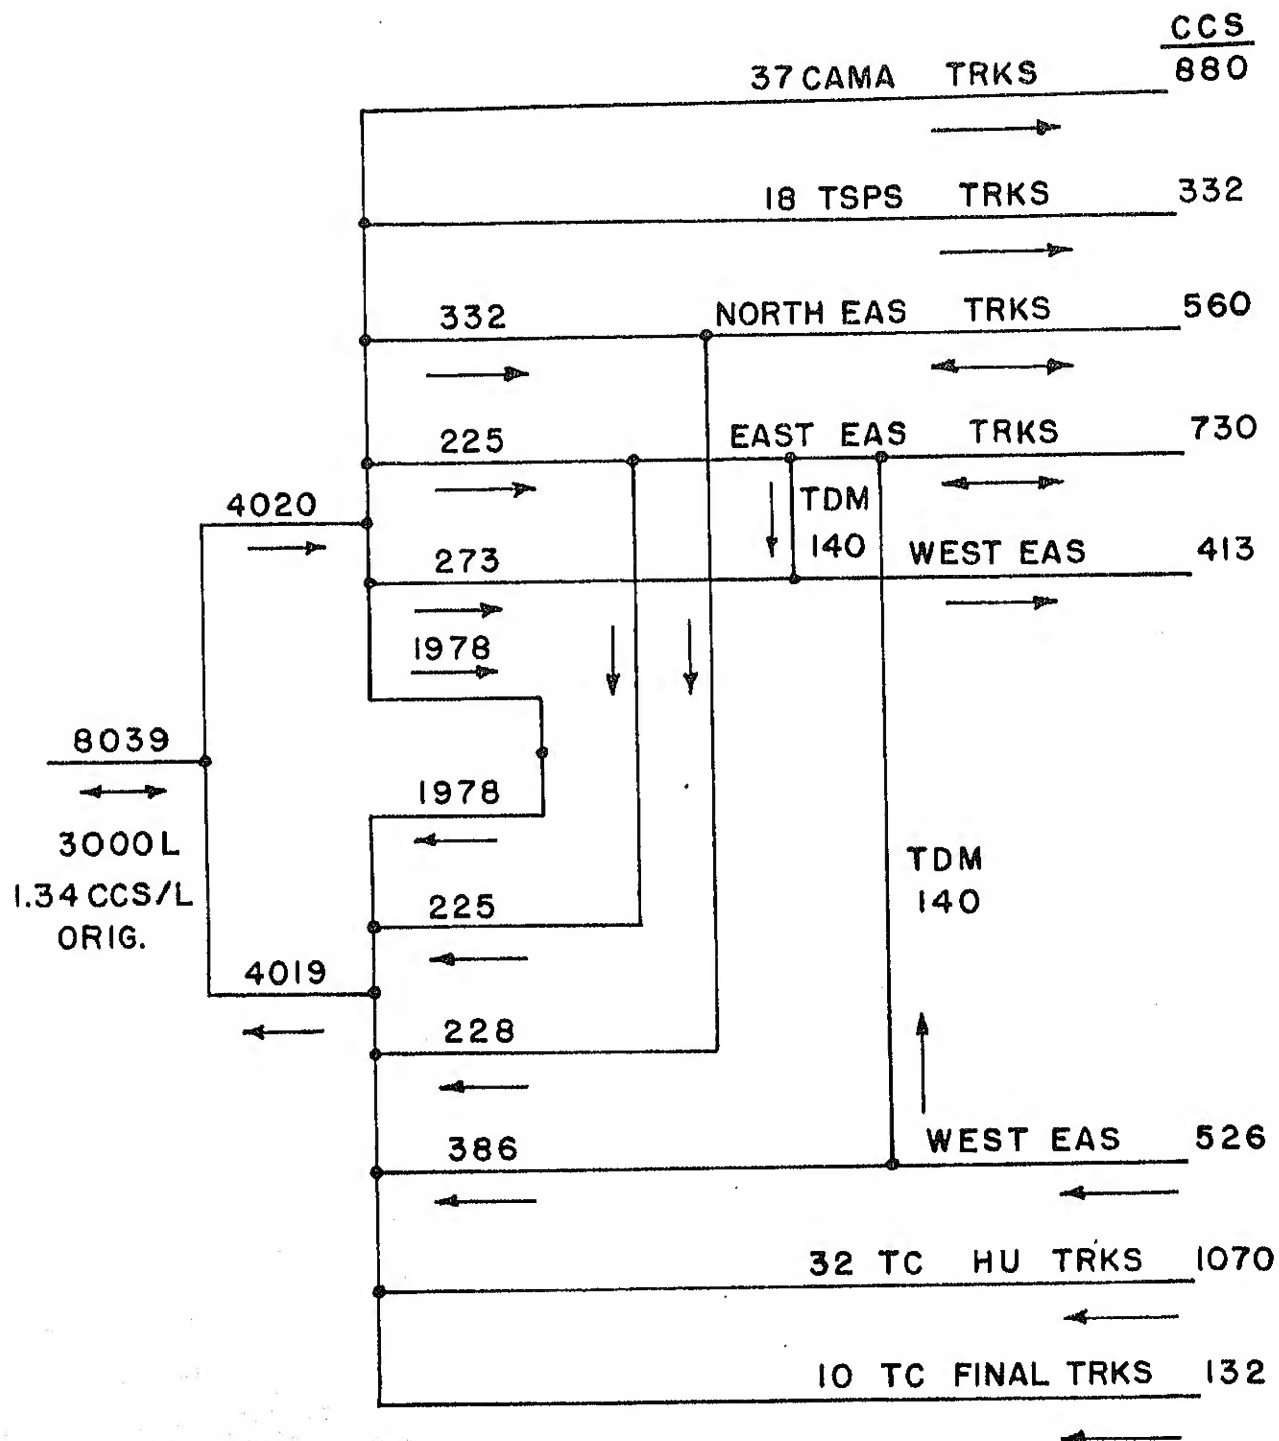 CCS
37 CAMA TRKS 880
18 TSPS TRKS 332
332 NORTH EAS TRKS 560
225 EAST EAS TRKS 730
4020
TDM
140
273 WEST EAS 413
1978
8039
1978
3000L
1.34 CCS/L
ORIG.
TDM
140
225
4019
228
386 WEST EAS 526
32 TC HU TRKS 1070
10 TC FINAL TRKS 132